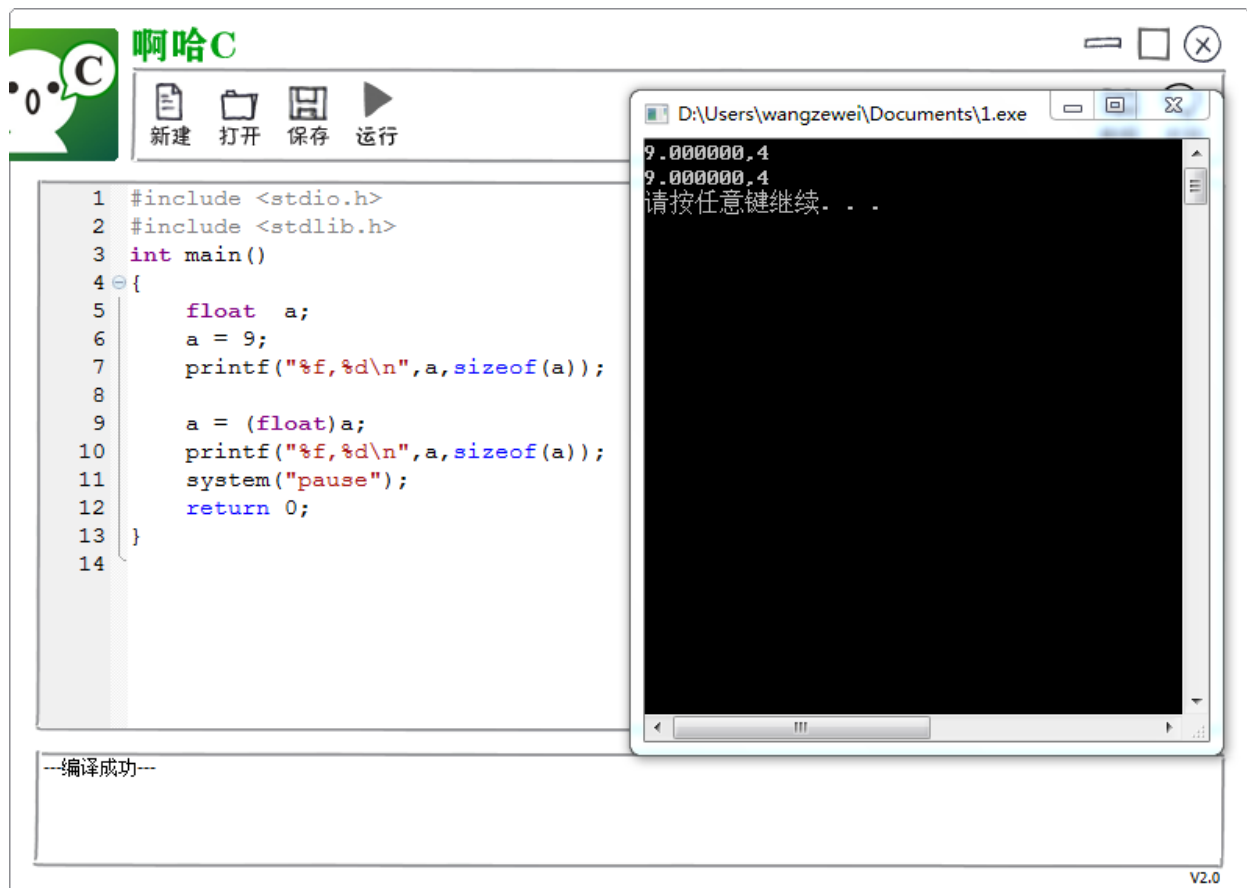 啊哈C
C
新建 打开 保存 运行
D:\Users\wangzewei\Documents\1.exe
9.000000,4
9.000000,4
请按任意键继续. . .
1 #include <stdio.h>
2 #include <stdlib.h>
3 int main()
4 {
5 float  a;
6 a = 9;
7 printf("%f,%d\n",a,sizeof(a));
8
9 a = (float)a;
10 printf("%f,%d\n",a,sizeof(a));
11 system("pause");
12 return 0;
13 }
14
---编译成功---
V2.0